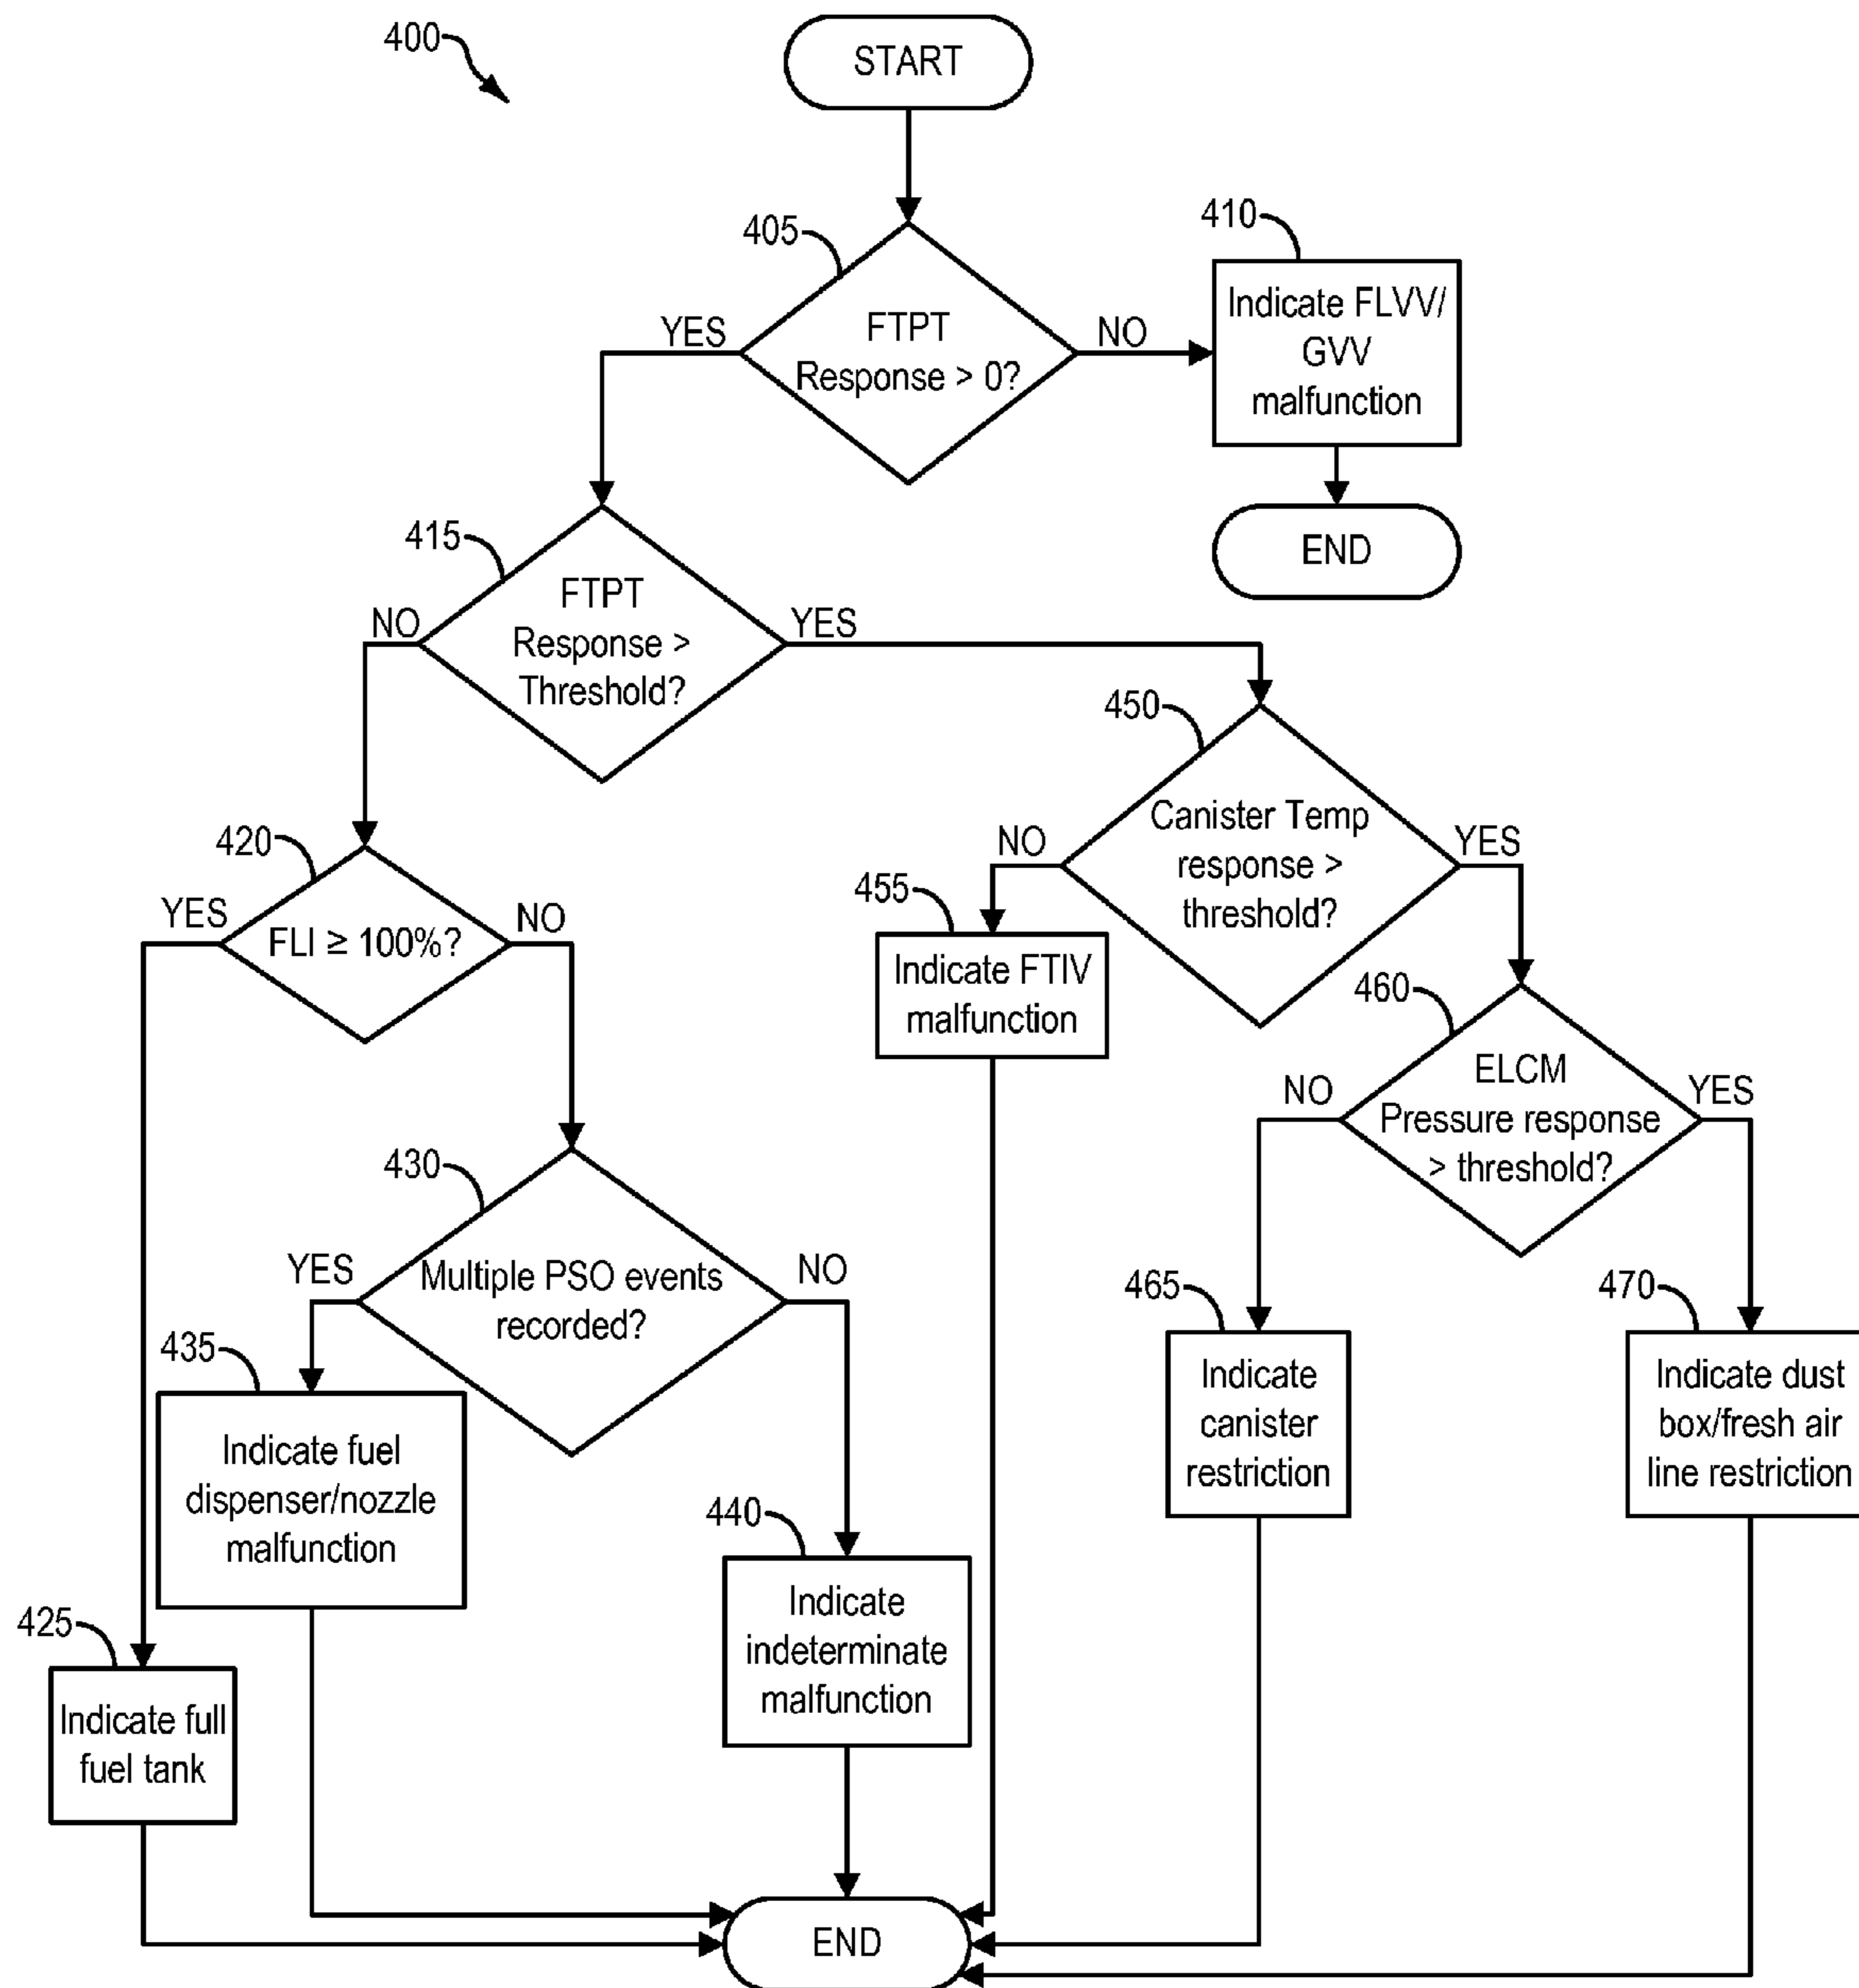 400
START
405
FTPT
Response > 0?
YES
NO
410
Indicate FLVV/
GVV
malfunction
END
415
FTPT
Response >
Threshold?
NO
YES
420
FLI ≥ 100%?
YES
NO
450
Canister Temp
response >
threshold?
NO
YES
455
Indicate FTIV
malfunction
460
ELCM
Pressure response
> threshold?
NO
YES
430
Multiple PSO events
recorded?
YES
NO
435
Indicate fuel
dispenser/nozzle
malfunction
440
Indicate
indeterminate
malfunction
425
Indicate full
fuel tank
465
Indicate
canister
restriction
470
Indicate dust
box/fresh air
line restriction
END